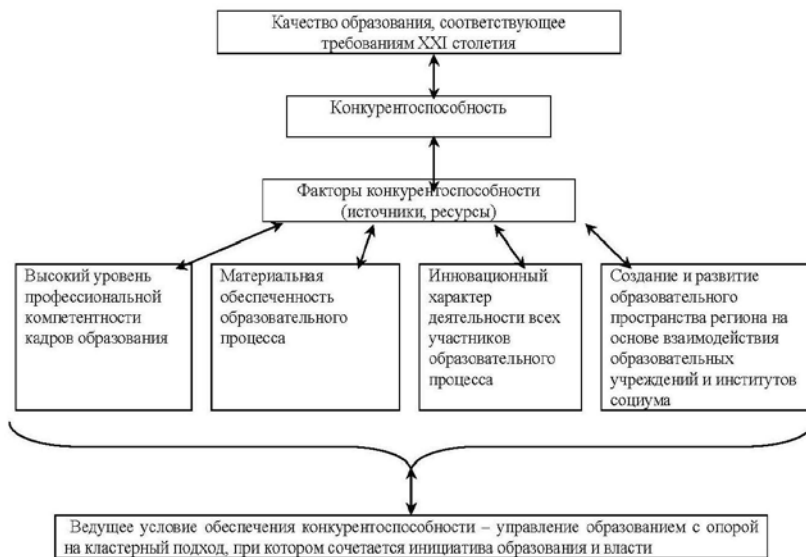 Качество образования, соответствующее
требованиям XXI столетия
Конкурентоспособность
Факторы конкурентоспособности
(источники, ресурсы)
Высокий уровень
профессиональной
компетентности
кадров образования
Материальная
обеспеченность
образовательного
процесса
Инновационный
характер
деятельности всех
участников
образовательного
процесса
Создание и развитие
образовательного
пространства региона на
основе взаимодействия
образовательных
учреждений и институтов
социума
Ведущее условие обеспечения конкурентоспособности – управление образованием с опорой
на кластерный подход, при котором сочетается инициатива образования и власти